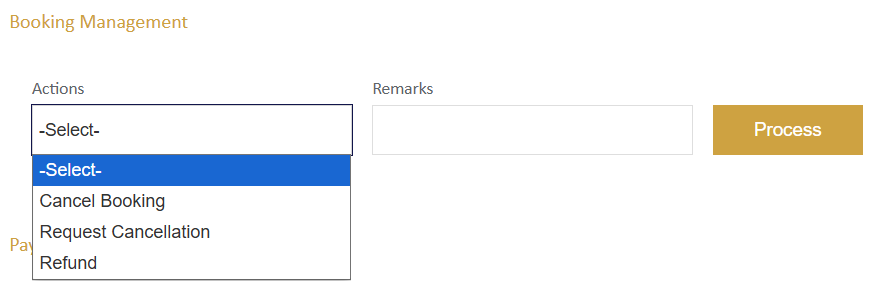 Booking Management
Actions
Remarks
-Select-
Process
-Select-
Cancel Booking
Request Cancellation
Refund